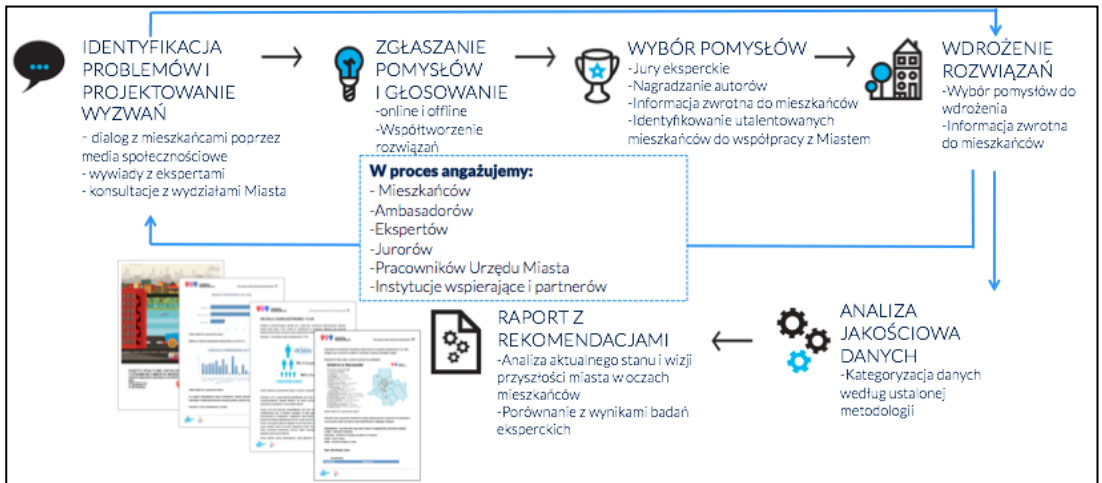 IDENTYFIKACJA
PROBLEMÓW I
PROJEKTOWANIE
WYZWAŃ
- dialog z mieszkańcami poprzez
media społecznościowe
- wywiady z ekspertami
- konsultacje z wydziałami Miasta
ZGŁASZANIE
POMYSŁÓW
I GŁOSOWANIE
-online i offline
-Współtworzenie
rozwiązań
WYBÓR POMYSŁÓW
-Jury eksperckie
-Nagradzanie autorów
-Informacja zwrotna do mieszkańców
-Identyfikowanie utalentowanych
mieszkańców do współpracy z Miastem
WDROŻENIE
ROZWIĄZAŃ
-Wybór pomysłów do
wdrożenia
-Informacja zwrotna
do mieszkańców
W proces angażujemy:
- Mieszkańców
-Ambasadorów
-Ekspertów
-Jurorów
-Pracowników Urzędu Miasta
-Instytucje wspierające i partnerów
ANALIZA
JAKOŚCIOWA
DANYCH
-Kategoryzacja danych
według ustalonej
metodologii
RAPORT Z
REKOMENDACJAMI
-Analiza aktualnego stanu i wizji
przyszłości miasta w oczach
mieszkańców
-Porównanie z wynikami badań
eksperckich